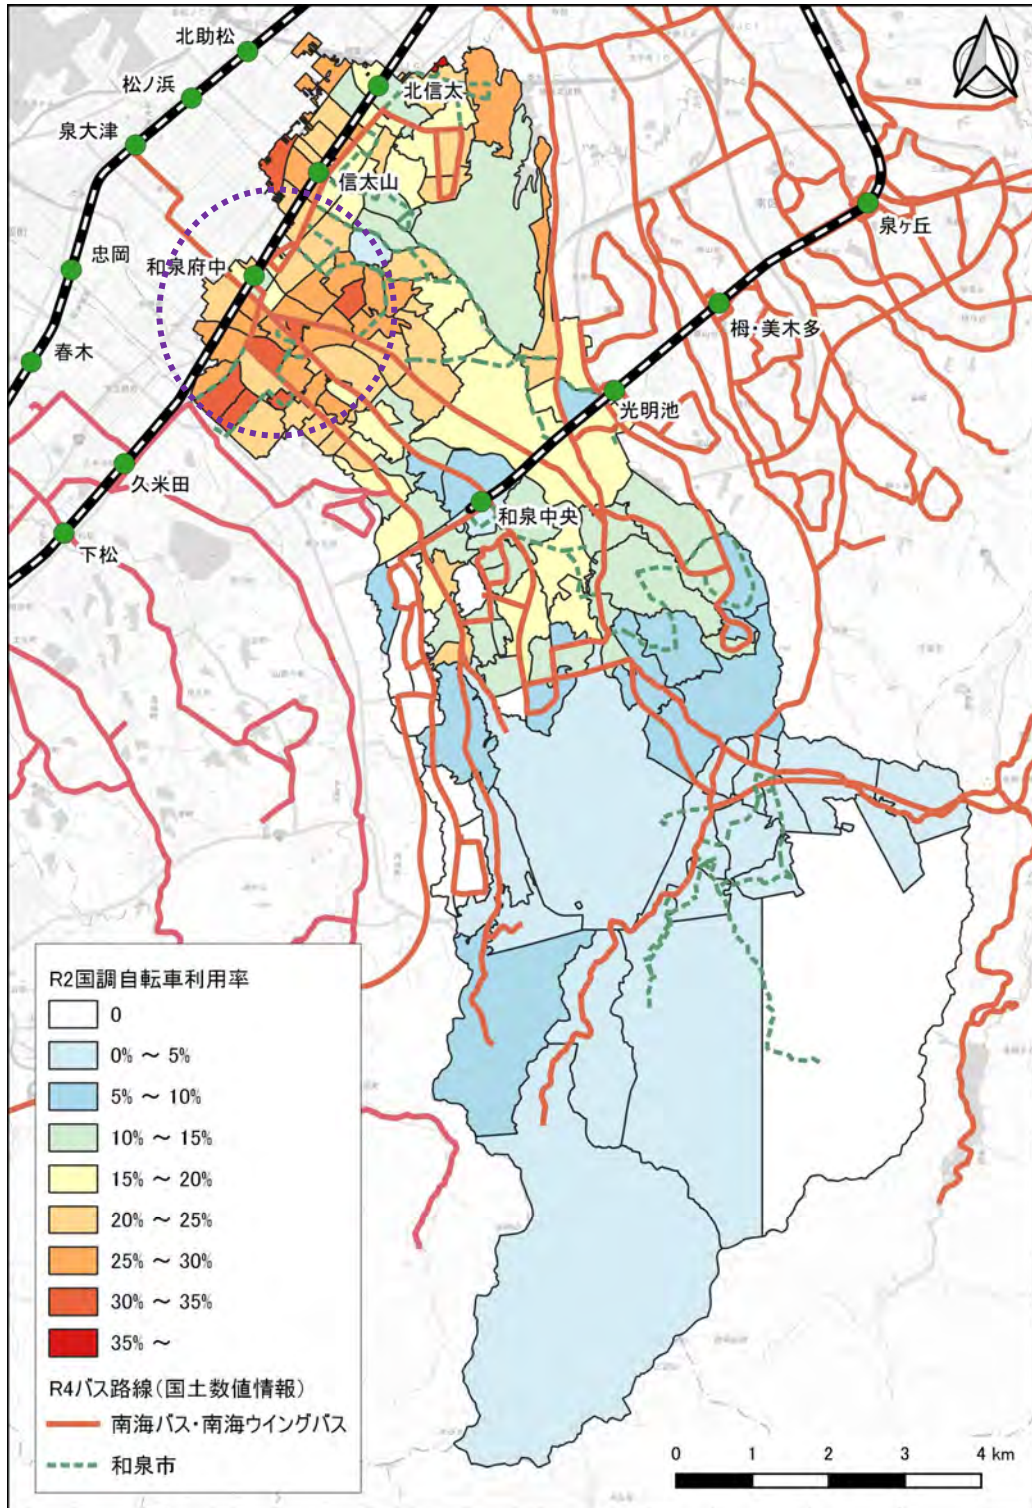 北助松
松ノ浜
北信太
泉大津
信太山
泉ヶ丘
忠岡
和泉府中
栂・美木多
春木
光明池
久米田
和泉中央
下松
R2国調自転車利用率
0
0% ～ 5%
5% ～ 10%
10% ～ 15%
15% ～ 20%
20% ～ 25%
25% ～ 30%
30% ～ 35%
35% ～
R4バス路線(国土数値情報)
南海バス・南海ウイングバス
和泉市
0 1 2 3 4 km